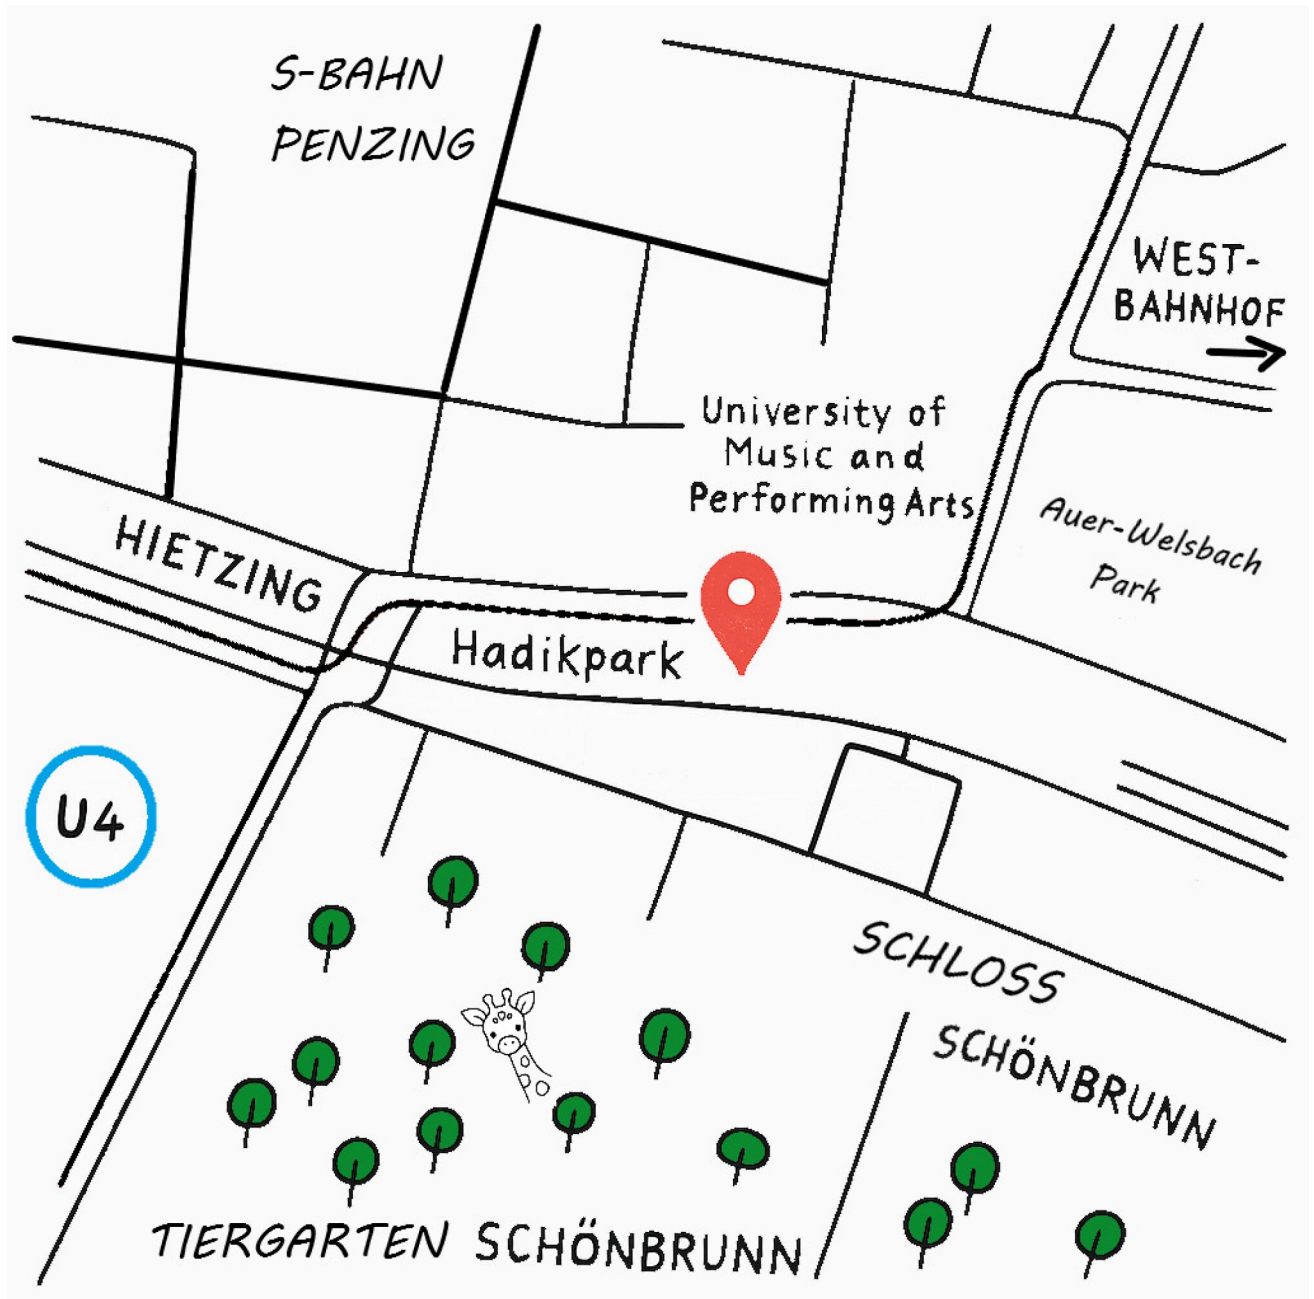 S-BAHN
PENZING
WEST-
BAHNHOF
University of
Music and
Performing Arts
Auer-Welsbach
Park
HIETZING
Hadikpark
U4
SCHLOSS
SCHÖNBRUNN
TIERGARTEN SCHÖNBRUNN